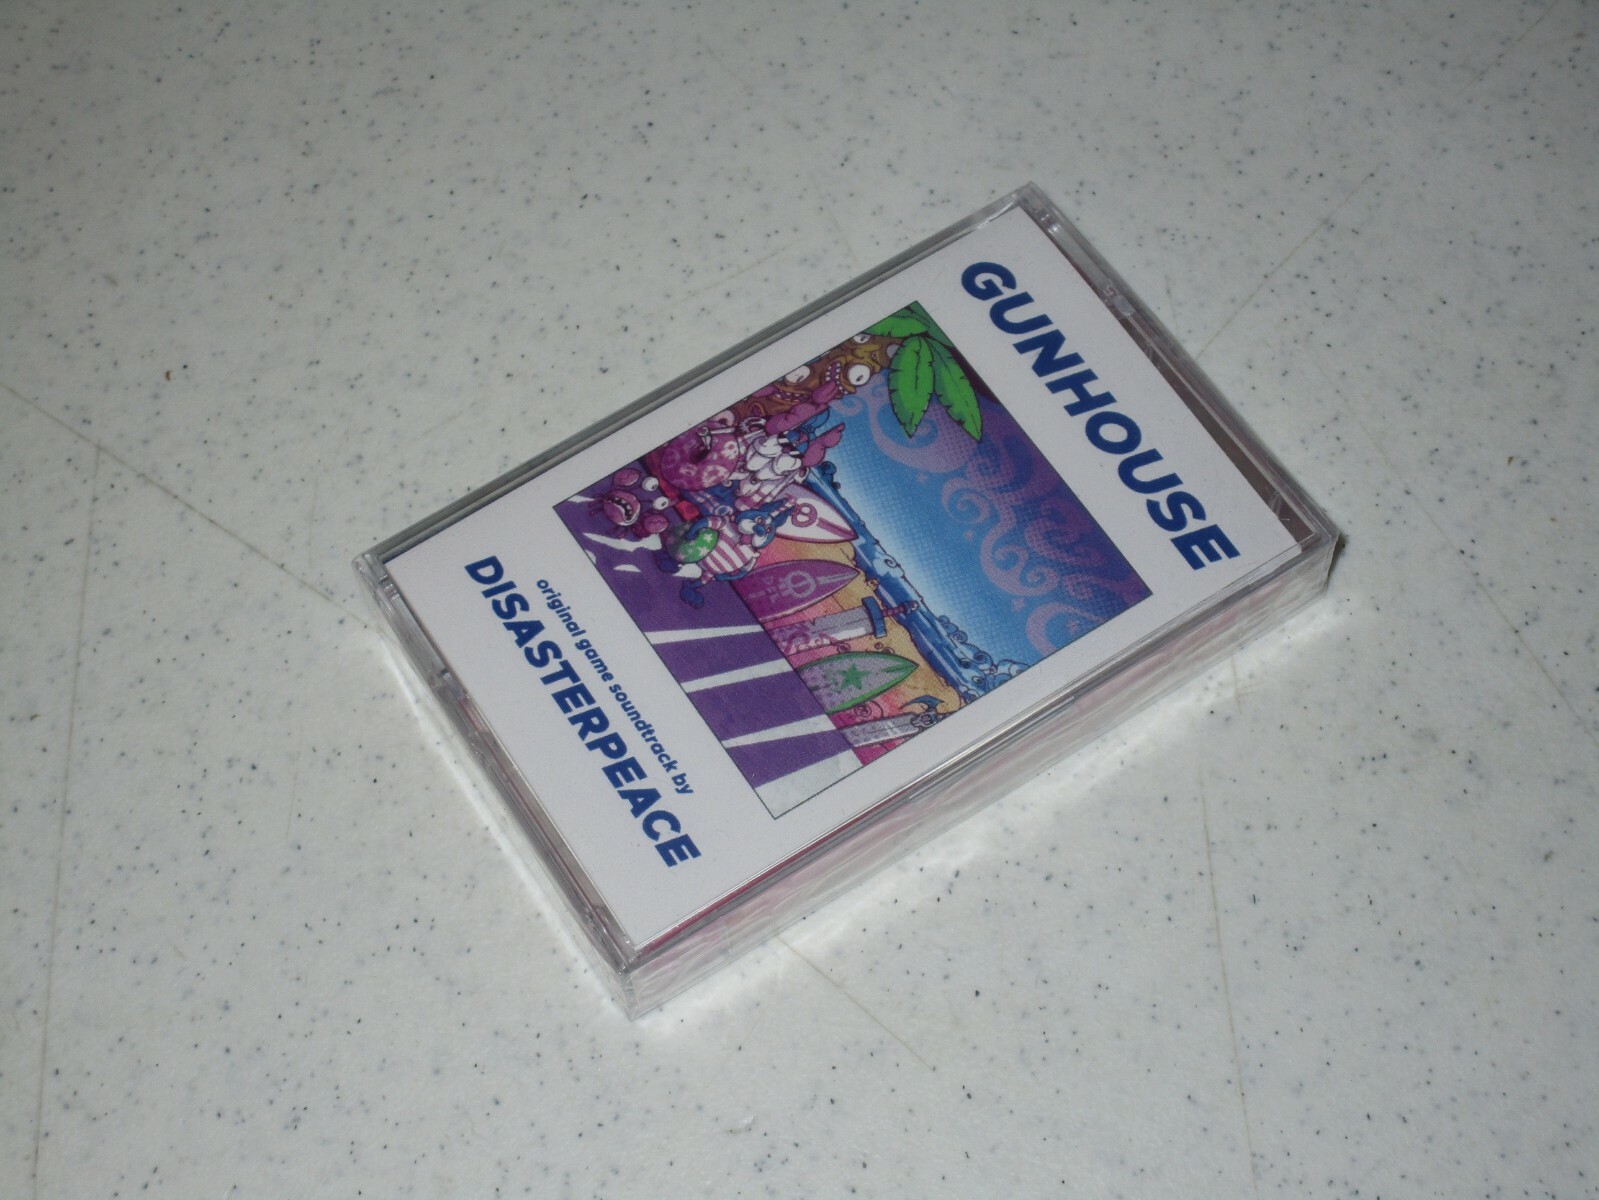 GUNHOUSE
original game soundtrack by
DISASTERPEACE